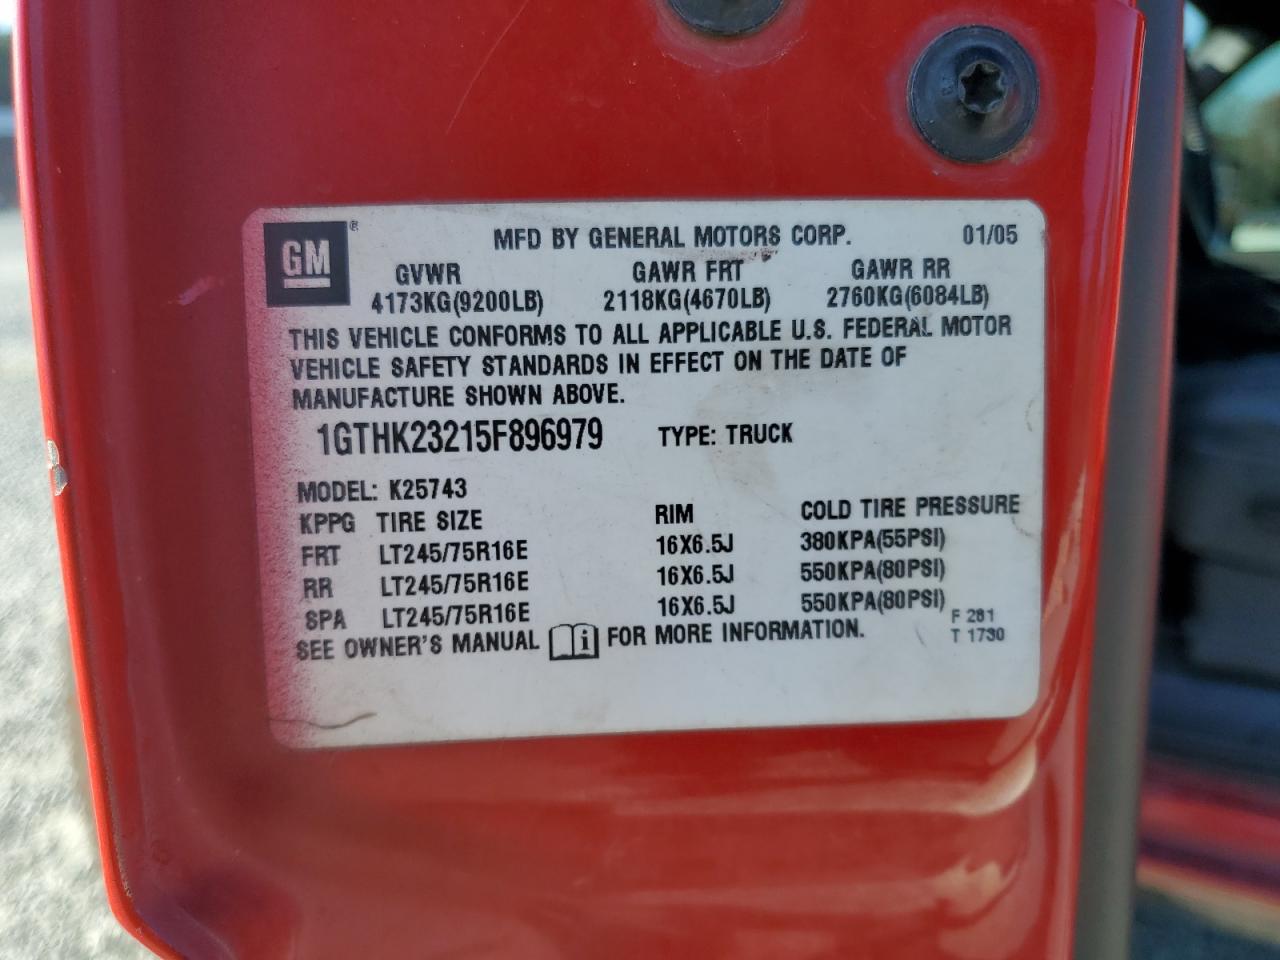 GM ® MFD BY GENERAL MOTORS CORP. 01/05
GVWR GAWR FRT GAWR RR
4173KG(9200LB) 2118KG(4670LB) 2760KG(6084LB)
THIS VEHICLE CONFORMS TO ALL APPLICABLE U.S. FEDERAL MOTOR
VEHICLE SAFETY STANDARDS IN EFFECT ON THE DATE OF
MANUFACTURE SHOWN ABOVE.
1GTHK23215F896979 TYPE: TRUCK
MODEL: K25743
KPPG TIRE SIZE RIM COLD TIRE PRESSURE
FRT LT245/75R16E 16X6.5J 380KPA(55PSI)
RR LT245/75R16E 16X6.5J 550KPA(80PSI)
SPA LT245/75R16E 16X6.5J 550KPA(80PSI)
SEE OWNER'S MANUAL i FOR MORE INFORMATION.
F 281
T 1730